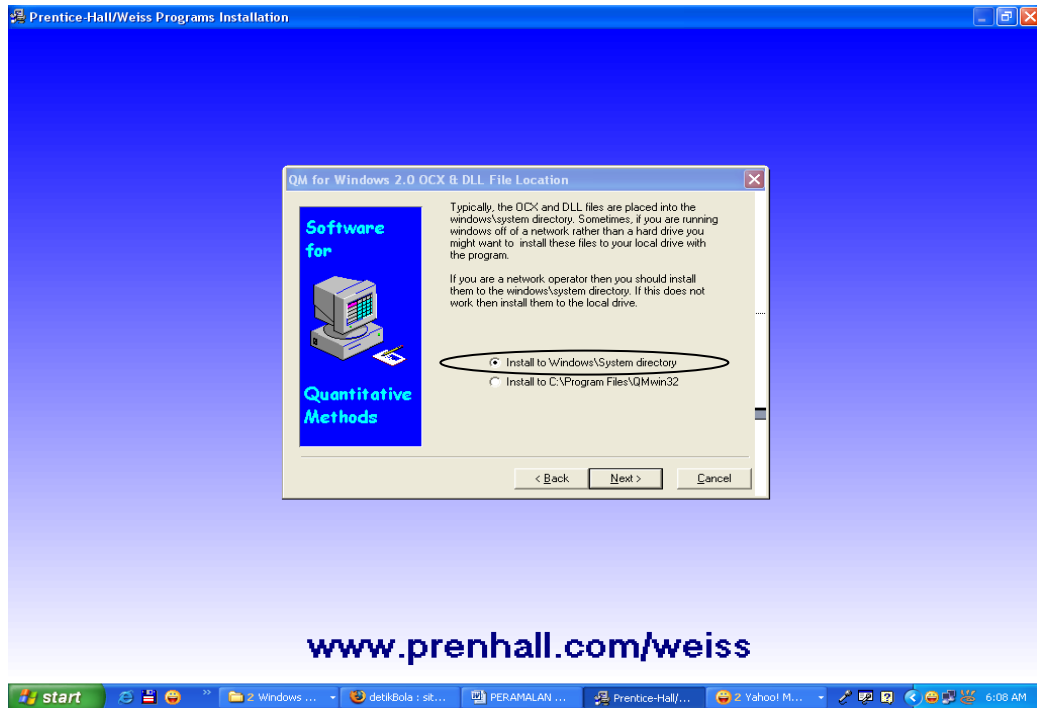 Prentice-Hall/Weiss Programs Installation
QM for Windows 2.0 OCX & DLL File Location
Software
for
Quantitative
Methods
Typically, the OCX and DLL files are placed into the
windows\system directory. Sometimes, if you are running
windows off of a network rather than a hard drive you
might want to install these files to your local drive with
the program.
If you are a network operator then you should install
them to the windows\system directory. If this does not
work then install them to the local drive.
Install to Windows\System directory
Install to C:\Program Files\QMwin32
< Back
Next >
Cancel
www.prenhall.com/weiss
start
2 Windows ...
detikBola : sit...
PERAMALAN ...
Prentice-Hall/...
2 Yahoo! M...
6:08 AM